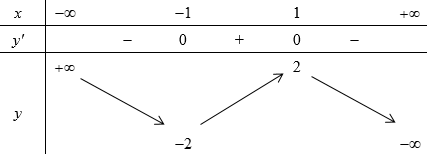 x −∞ −1 1 +∞
y′ − 0 + 0 −
+∞ 2
y
−2 −∞